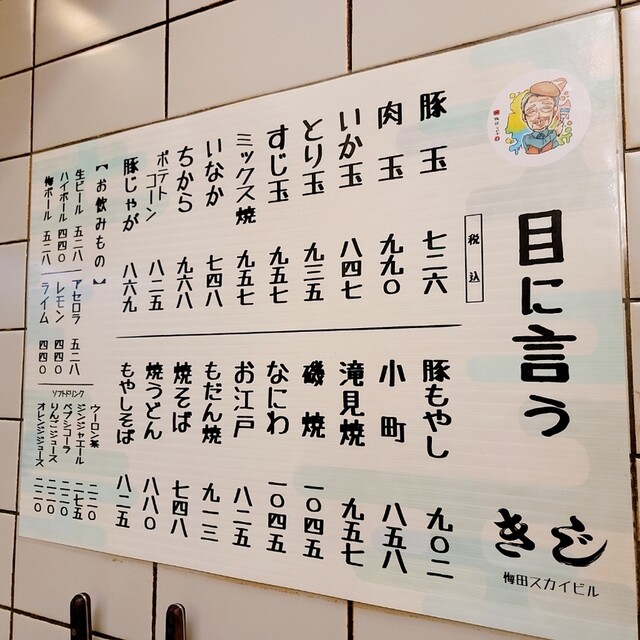 目に言う
きじ
梅田スカイビル
税込
豚玉 七二六
肉玉 九九〇
いか玉 八四七
とり玉 九三五
すじ玉 九五七
ミックス焼 九五七
いなか 七四八
ちから 九六八
ポテトコーン 八二五
豚じゃが 八六九
豚もやし 九〇二
小町 八五八
滝見焼 九五七
磯焼 一〇四五
なにわ 一〇四五
お江戸 八二五
もだん焼 九一三
焼そば 七四八
焼うどん 八八〇
もやしそば 八二五
【お飲みもの】
生ビール 五二八
ハイボール 四四〇
梅ボール 五二八
アセロラ 五二八
レモン 四四〇
ライム 四四〇
ソフトドリンク
ウーロン茶 二二〇
ジンジャエール 二七五
ペプシコーラ 二二〇
りんごジュース 二二〇
オレンジジュース 二二〇